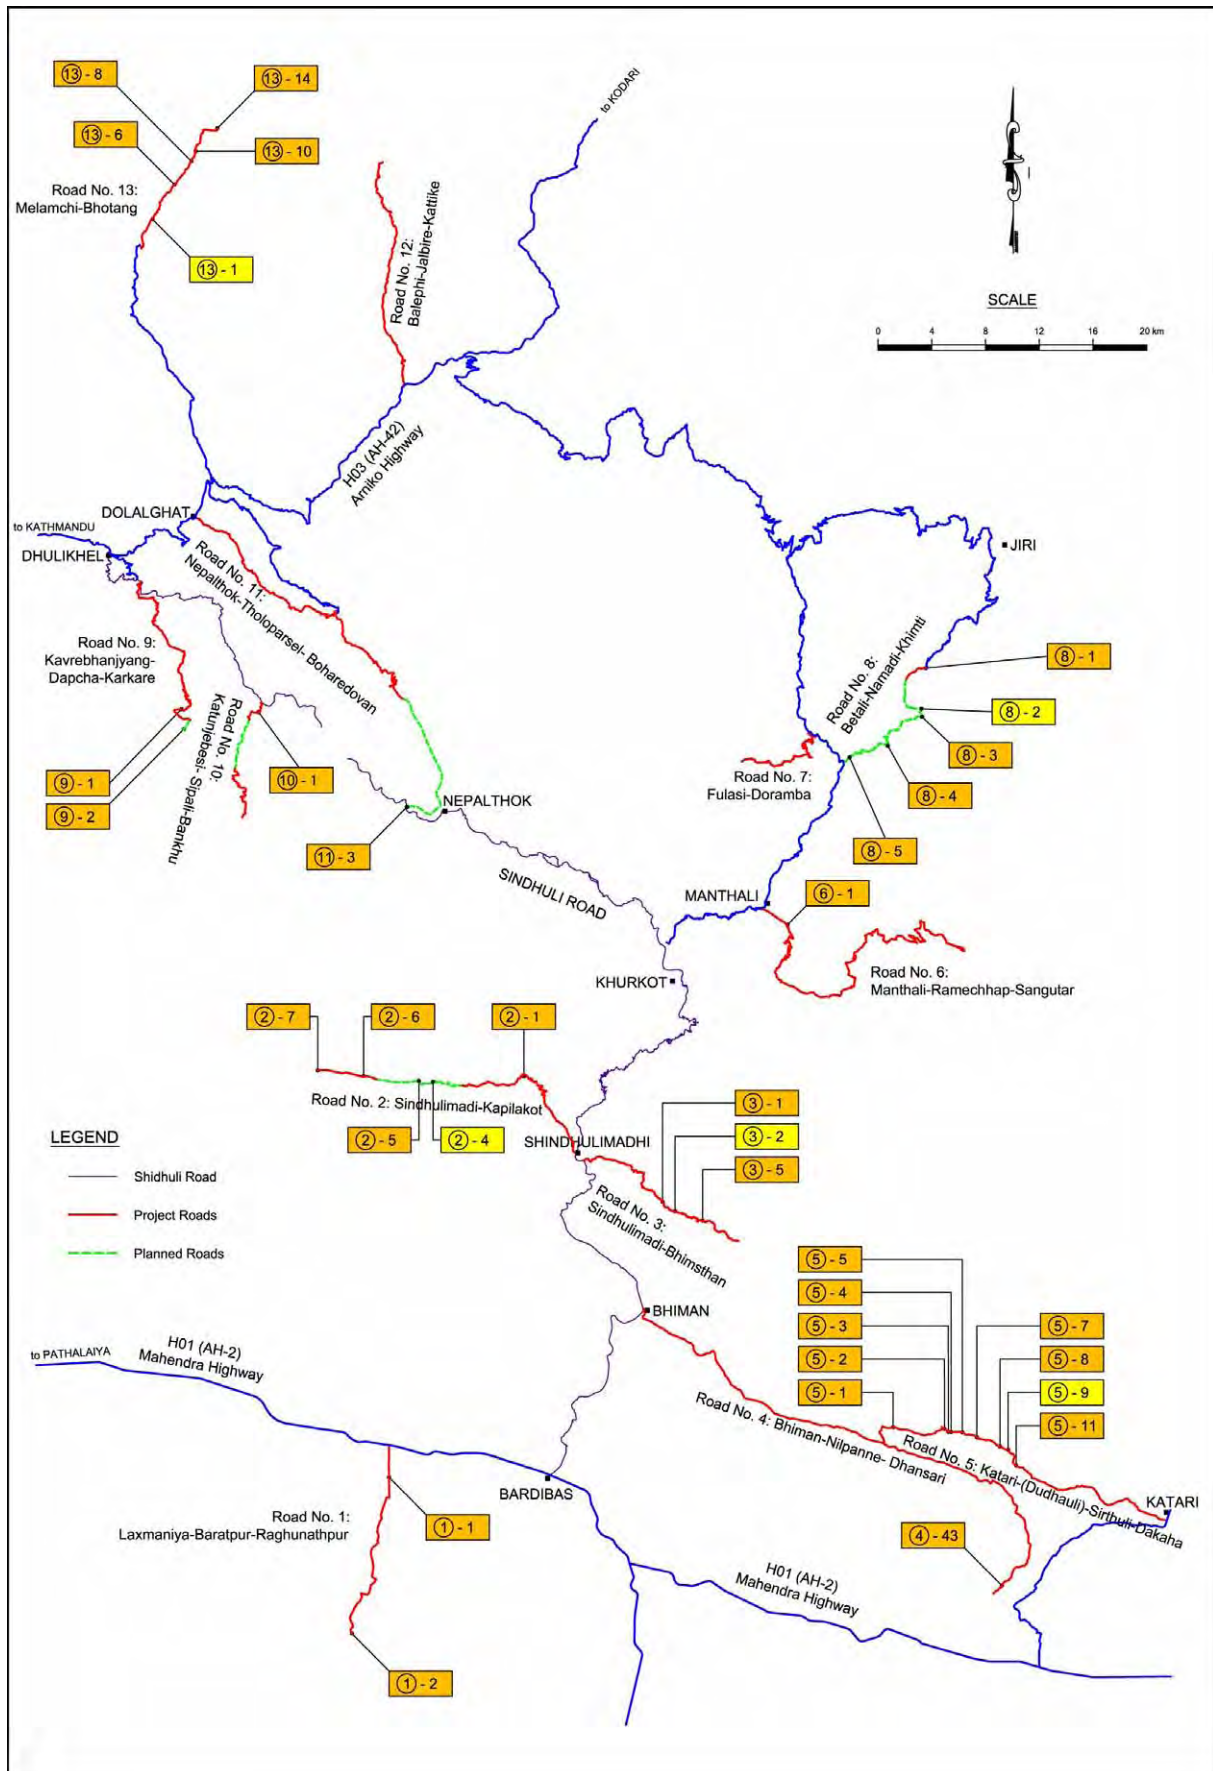 to KODARI
⑬ - 8
⑬ - 14
⑬ - 6
⑬ - 10
Road No. 13:
Melamchi-Bhotang
⑬ - 1
Road No. 12:
Balephi-Jalbire-Kattike
SCALE
0 4 8 12 16 20 km
H03 (AH-42)
Arniko Highway
DOLALGHAT
to KATHMANDU
DHULIKHEL
JIRI
Road No. 11:
Nepalthok-Tholoparsel- Boharedovan
Road No. 9:
Kavrebhanjyang-
Dapcha-Karkare
Road No. 10:
Katunjebesi- Sipali-Bankhu
Road No. 8:
Betali-Namadi-Khimti
⑧ - 1
⑧ - 2
⑧ - 3
⑧ - 4
⑧ - 5
Road No. 7:
Fulasi-Doramba
⑨ - 1
⑨ - 2
⑩ - 1
⑪ - 3
NEPALTHOK
SINDHULI ROAD
MANTHALI
⑥ - 1
Road No. 6:
Manthali-Ramechhap-Sangutar
KHURKOT
② - 7
② - 6
② - 1
Road No. 2: Sindhulimadi-Kapilakot
② - 5
② - 4
SHINDHULIMADHI
③ - 1
③ - 2
③ - 5
Road No. 3:
Sindhulimadi-Bhimsthan
LEGEND
Shidhuli Road
Project Roads
Planned Roads
BHIMAN
⑤ - 5
⑤ - 4
⑤ - 3
⑤ - 2
⑤ - 1
⑤ - 7
⑤ - 8
⑤ - 9
⑤ - 11
to PATHALAIYA
H01 (AH-2)
Mahendra Highway
Road No. 4: Bhiman-Nilpanne- Dhansari
Road No. 5: Katari-(Dudhauli)-Sirthuli-Dakaha
KATARI
BARDIBAS
Road No. 1:
Laxmaniya-Baratpur-Raghunathpur
① - 1
④ - 43
H01 (AH-2)
Mahendra Highway
① - 2